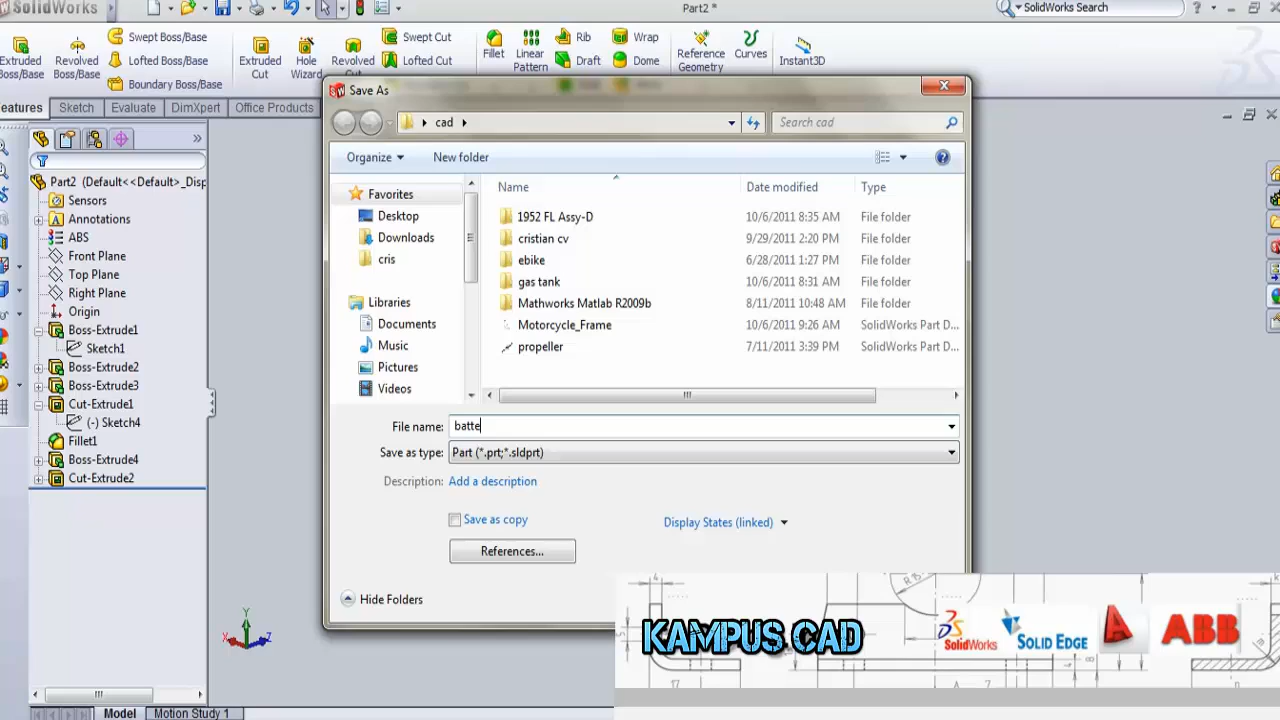 SolidWorks
Part2 *
SolidWorks Search
Extruded Boss/Base
Revolved Boss/Base
Swept Boss/Base
Lofted Boss/Base
Boundary Boss/Base
Extruded Cut
Hole Wizard
Revolved Cut
Swept Cut
Lofted Cut
Fillet
Linear Pattern
Rib
Draft
Wrap
Dome
Reference Geometry
Curves
Instant3D
Features
Sketch
Evaluate
DimXpert
Office Products
Part2 (Default<<Default>_Disp
Sensors
Annotations
ABS
Front Plane
Top Plane
Right Plane
Origin
Boss-Extrude1
Sketch1
Boss-Extrude2
Boss-Extrude3
Cut-Extrude1
(-) Sketch4
Fillet1
Boss-Extrude4
Cut-Extrude2
Save As
cad
Search cad
Organize
New folder
Favorites
Desktop
Downloads
cris
Libraries
Documents
Music
Pictures
Videos
Name Date modified Type
1952 FL Assy-D 10/6/2011 8:35 AM File folder
cristian cv 9/29/2011 2:20 PM File folder
ebike 6/28/2011 1:27 PM File folder
gas tank 10/6/2011 8:31 AM File folder
Mathworks Matlab R2009b 8/11/2011 10:48 AM File folder
Motorcycle_Frame 10/6/2011 9:26 AM SolidWorks Part D...
propeller 7/11/2011 3:39 PM SolidWorks Part D...
File name: batte
Save as type: Part (*.prt;*.sldprt)
Description: Add a description
Save as copy
Display States (linked)
References...
Hide Folders
Y
X
Z
Model
Motion Study 1
KAMPUS CAD
SolidWorks
SOLID EDGE
ABB
4
17
7
4
8